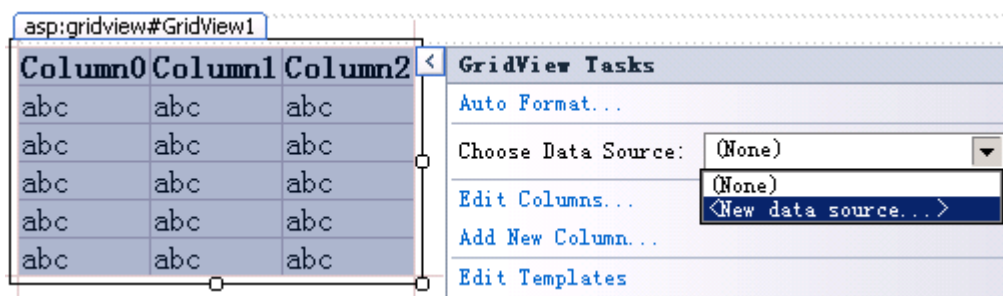 asp:gridview#GridView1
Column0 Column1 Column2
abc abc abc
abc abc abc
abc abc abc
abc abc abc
abc abc abc
GridView Tasks
Auto Format...
Choose Data Source: (None)
(None)
<New data source...>
Edit Columns...
Add New Column...
Edit Templates